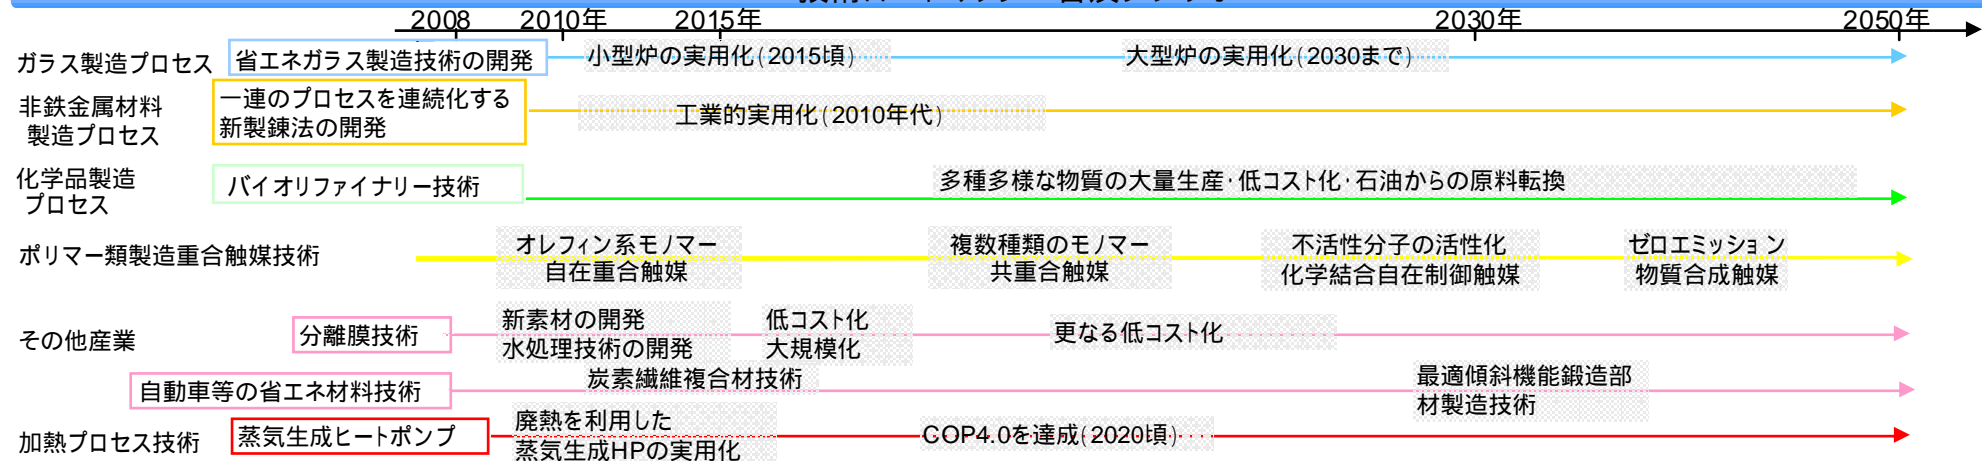 2008 2010年 2015年 2030年 2050年
ガラス製造プロセス 省エネガラス製造技術の開発 小型炉の実用化(2015頃) 大型炉の実用化(2030まで)
非鉄金属材料
製造プロセス
一連のプロセスを連続化する
新製錬法の開発
工業的実用化(2010年代)
化学品製造
プロセス
バイオリファイナリー技術
多種多様な物質の大量生産・低コスト化・石油からの原料転換
ポリマー類製造重合触媒技術
オレフィン系モノマー
自在重合触媒
複数種類のモノマー
共重合触媒
不活性分子の活性化
化学結合自在制御触媒
ゼロエミッション
物質合成触媒
その他産業
分離膜技術
新素材の開発
水処理技術の開発
低コスト化
大規模化
更なる低コスト化
自動車等の省エネ材料技術
炭素繊維複合材技術
最適傾斜機能鍛造部
材製造技術
加熱プロセス技術
蒸気生成ヒートポンプ
廃熱を利用した
蒸気生成HPの実用化
COP4.0を達成(2020頃)